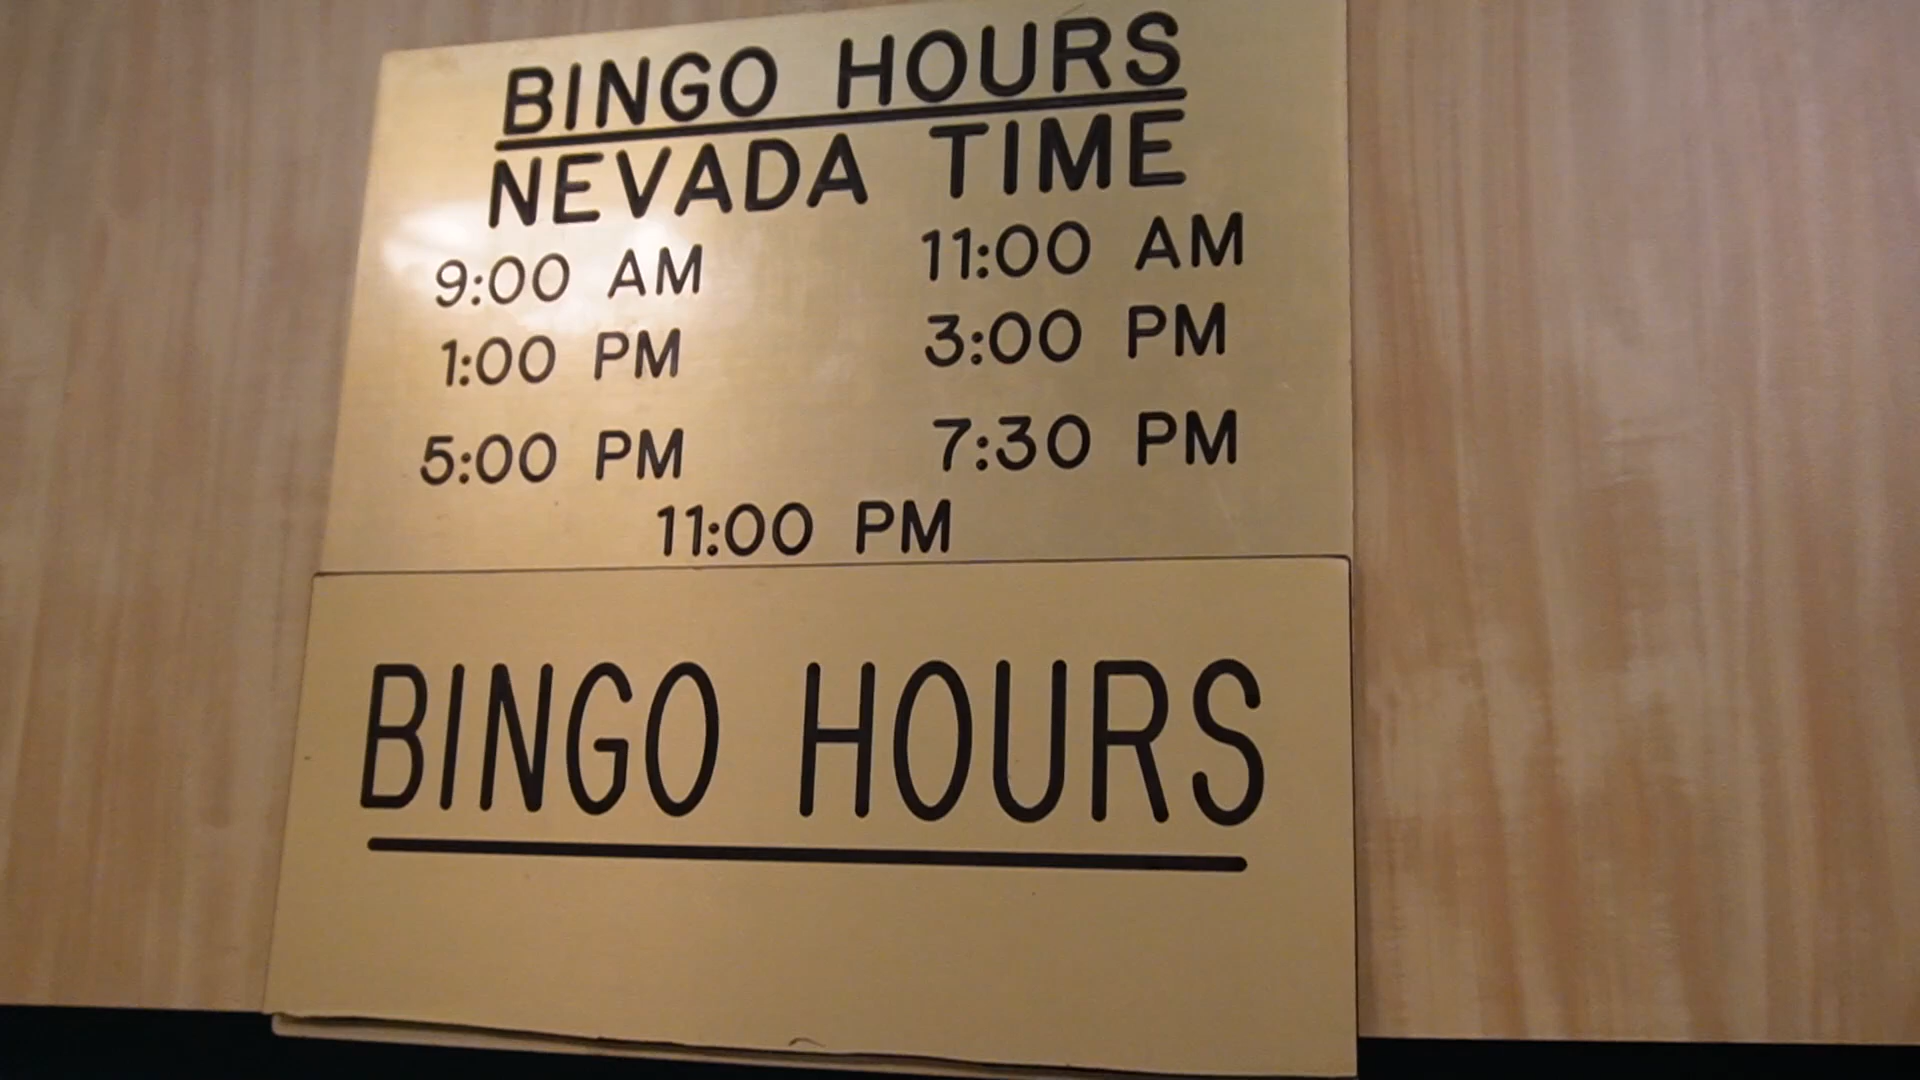 BINGO HOURS
NEVADA TIME
9:00 AM 11:00 AM
1:00 PM 3:00 PM
5:00 PM 7:30 PM
11:00 PM
BINGO HOURS